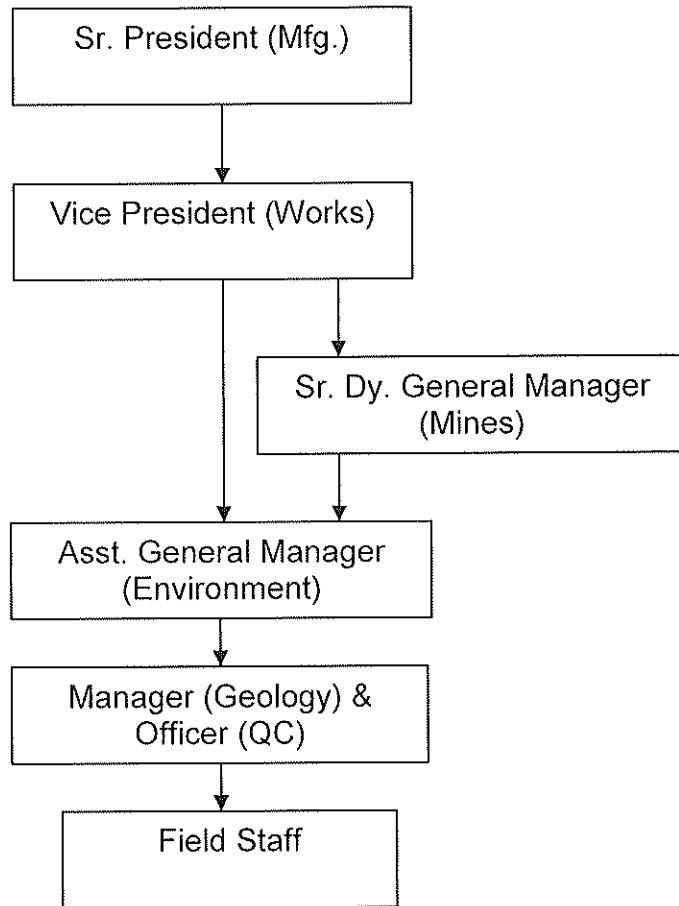 Sr. President (Mfg.)
Vice President (Works)
Sr. Dy. General Manager
(Mines)
Asst. General Manager
(Environment)
Manager (Geology) &
Officer (QC)
Field Staff